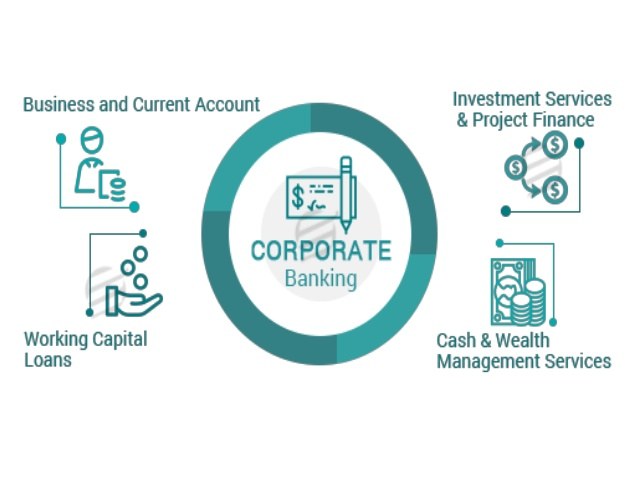 Business and Current Account
Investment Services
& Project Finance
$
$
$
$
CORPORATE
Banking
Working Capital
Loans
Cash & Wealth
Management Services